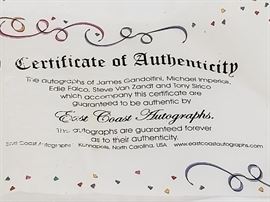 Certificate of Authenticity
The autographs of James Gandolfini, Michael Imperioli,
Edie Falco, Steve Van Zandt and Tony Sirico
which accompany this certificate are
guaranteed to be authentic by
East Coast Autographs.
The autographs are guaranteed forever
as to their authenticity.
East Coast Autographs Kannapolis, North Carolina, USA www.eastcoastautographs.com